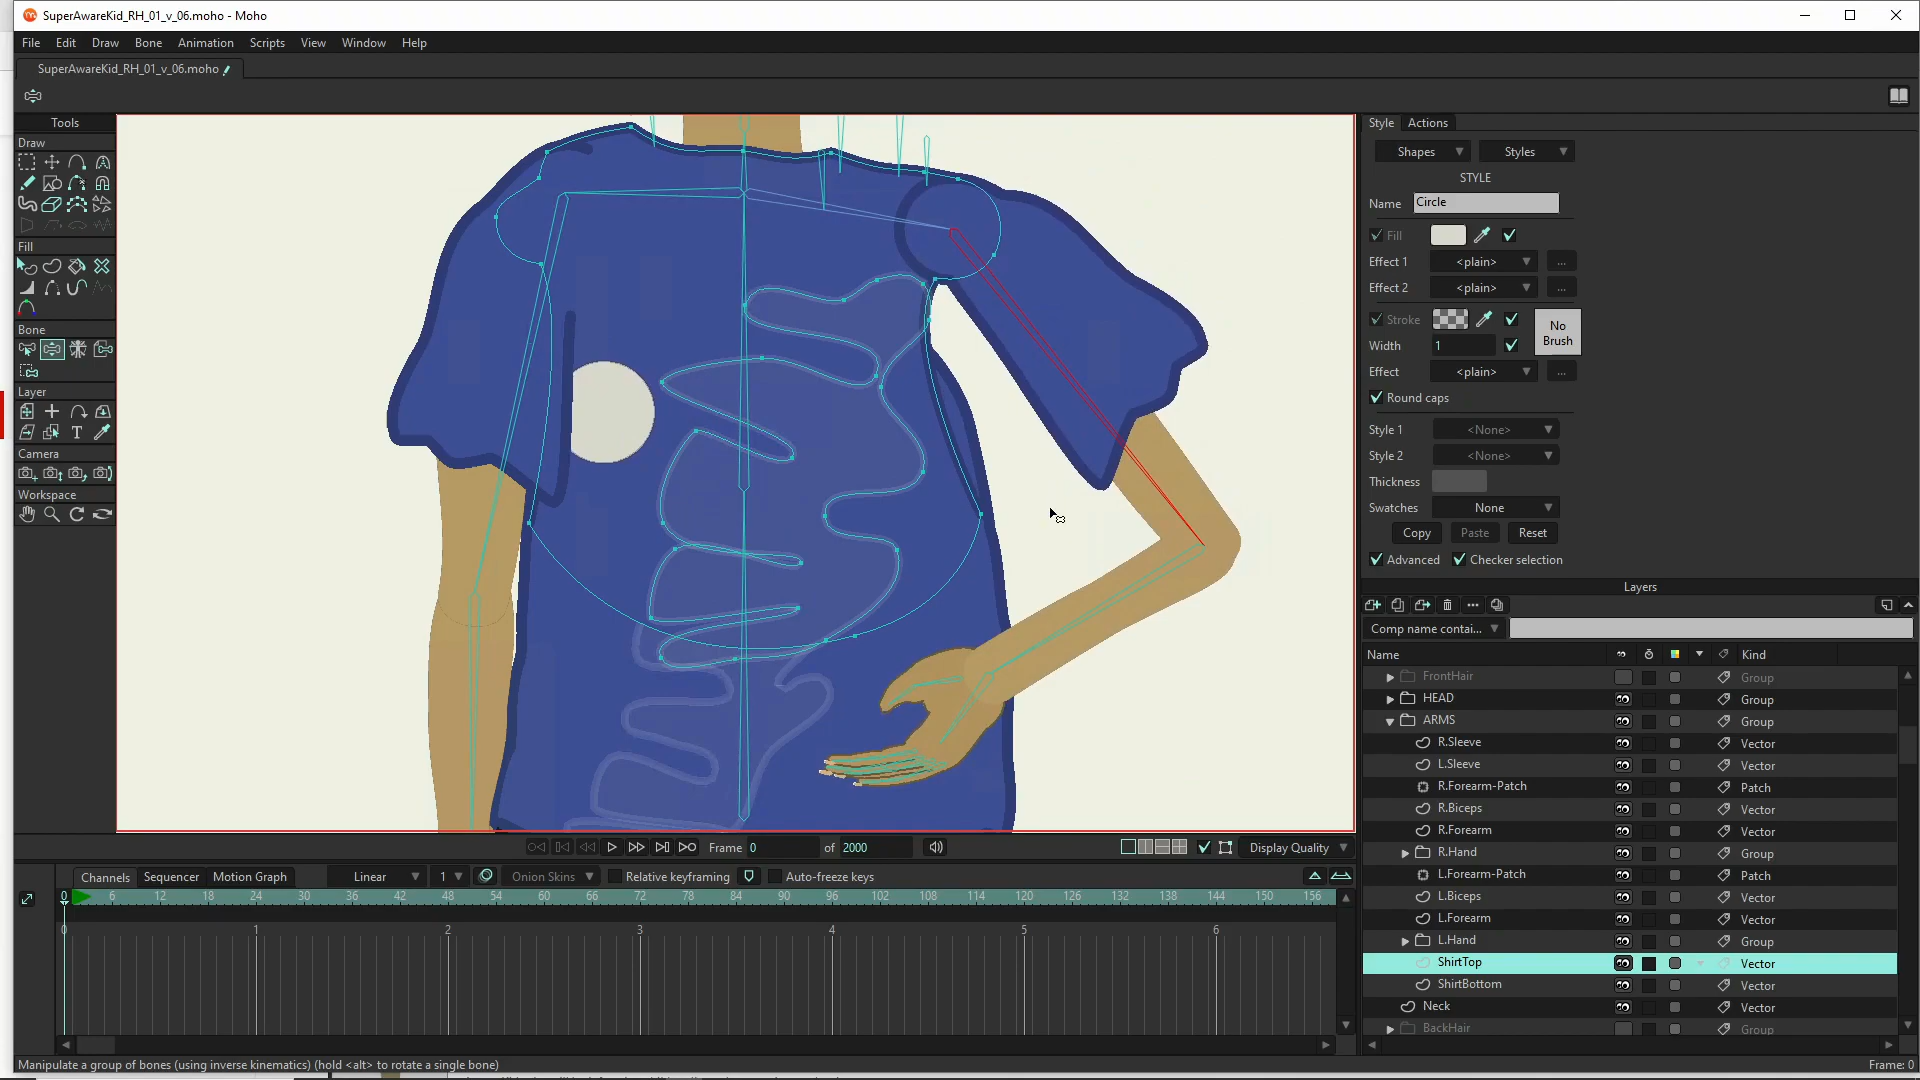 SuperAwareKid_RH_01_v_06.moho - Moho
File Edit Draw Bone Animation Scripts View Window Help
SuperAwareKid_RH_01_v_06.moho
Tools
Draw
Fill
Bone
Layer
Camera
Workspace
Style Actions
Shapes Styles
STYLE
Name Circle
Fill
Effect 1 <plain> ...
Effect 2 <plain> ...
Stroke
No Brush
Width 1
Effect <plain> ...
Round caps
Style 1 <None>
Style 2 <None>
Thickness
Swatches None
Copy Paste Reset
Advanced Checker selection
Layers
Comp name contai...
Name Kind
FrontHair Group
HEAD Group
ARMS Group
R.Sleeve Vector
L.Sleeve Vector
R.Forearm-Patch Patch
R.Biceps Vector
R.Forearm Vector
R.Hand Group
L.Forearm-Patch Patch
L.Biceps Vector
L.Forearm Vector
L.Hand Group
ShirtTop Vector
ShirtBottom Vector
Neck Vector
BackHair Group
Frame 0 of 2000 Display Quality
Channels Sequencer Motion Graph Linear 1 Onion Skins Relative keyframing Auto-freeze keys
0 6 12 18 24 30 36 42 48 54 60 66 72 78 84 90 96 102 108 114 120 126 132 138 144 150 156
0 1 2 3 4 5 6
Manipulate a group of bones (using inverse kinematics) (hold <alt> to rotate a single bone) Frame: 0